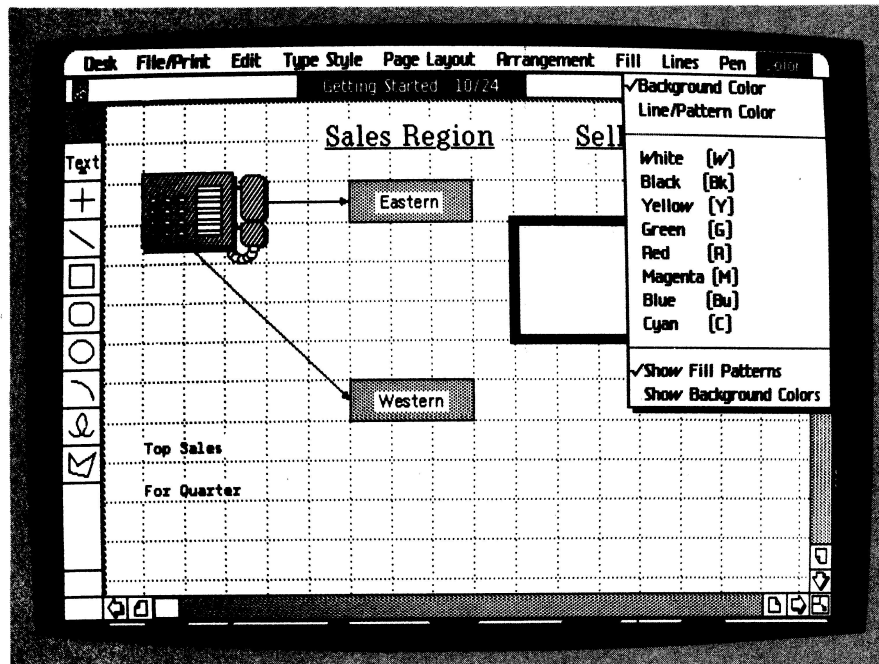 Desk File/Print Edit Type Style Page Layout Arrangement Fill Lines Pen Color
Getting Started 10/24
✓Background Color
Line/Pattern Color
White [W]
Black [Bk]
Yellow [Y]
Green [G]
Red [R]
Magenta [M]
Blue [Bu]
Cyan [C]
✓Show Fill Patterns
Show Background Colors
Text
Sales Region
Sell
Eastern
Western
Top Sales
For Quarter